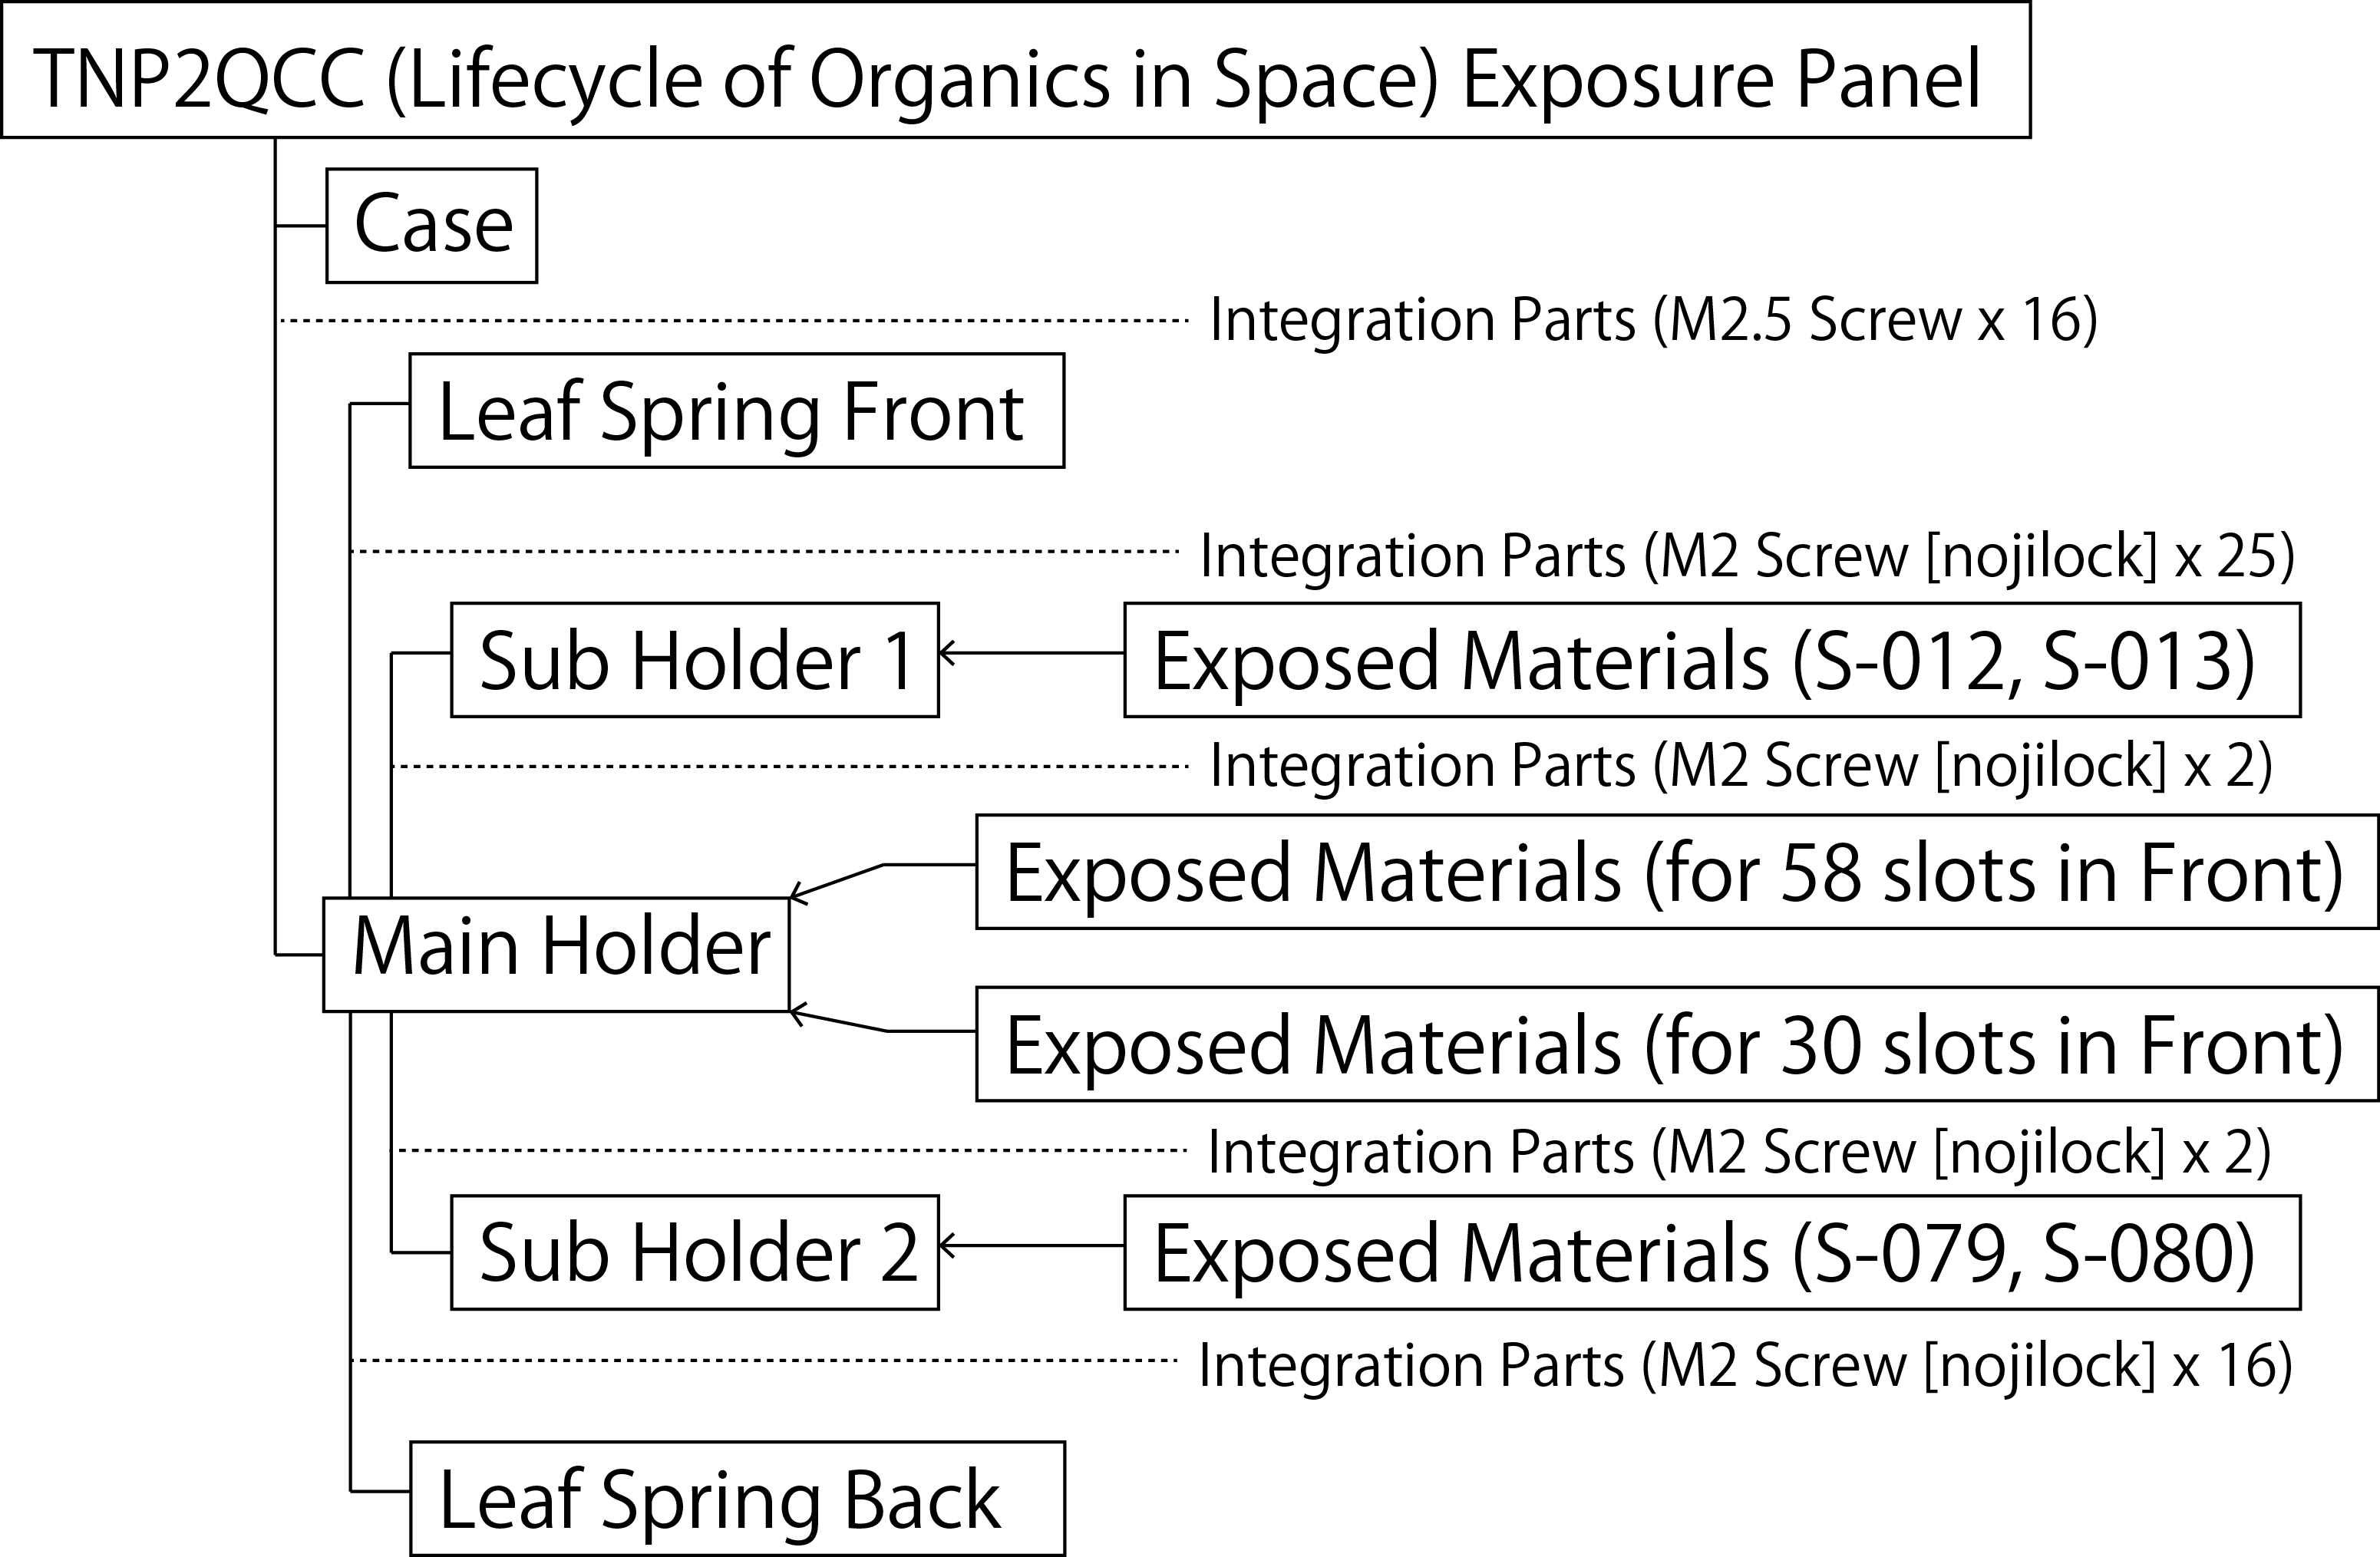 TNP2QCC (Lifecycle of Organics in Space) Exposure Panel
Case
Integration Parts (M2.5 Screw x 16)
Leaf Spring Front
Integration Parts (M2 Screw [nojilock] x 25)
Sub Holder 1
Exposed Materials (S-012, S-013)
Integration Parts (M2 Screw [nojilock] x 2)
Exposed Materials (for 58 slots in Front)
Main Holder
Exposed Materials (for 30 slots in Front)
Integration Parts (M2 Screw [nojilock] x 2)
Sub Holder 2
Exposed Materials (S-079, S-080)
Integration Parts (M2 Screw [nojilock] x 16)
Leaf Spring Back